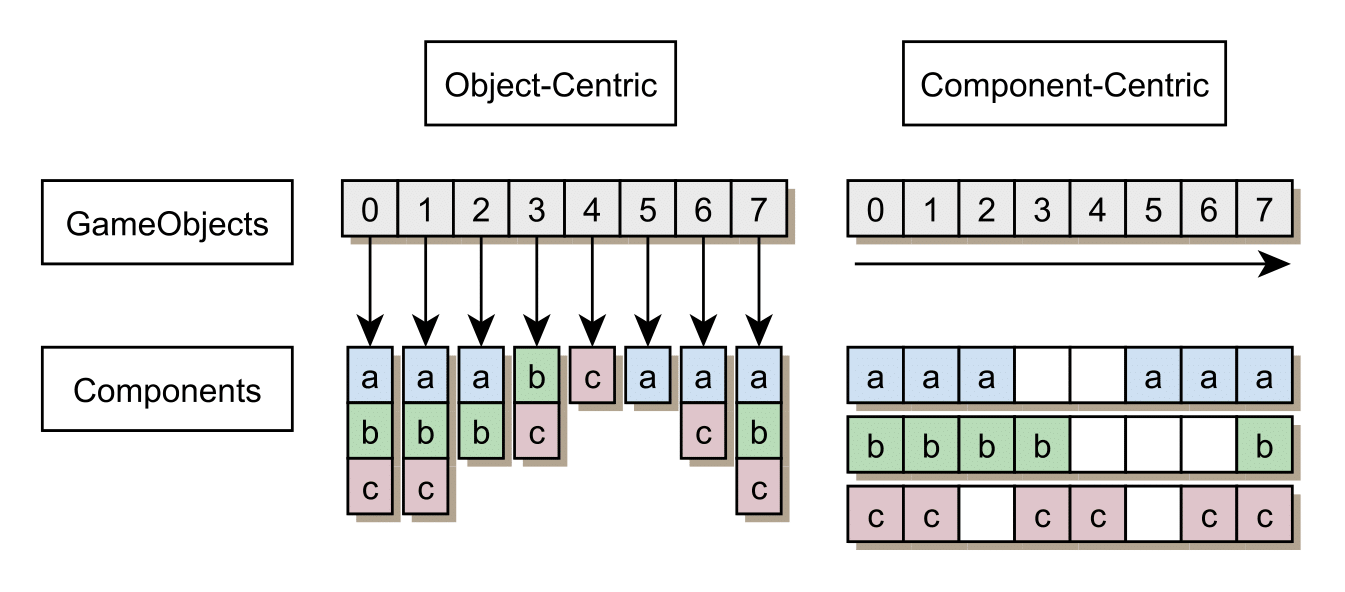 Object-Centric Component-Centric
GameObjects 0 1 2 3 4 5 6 7 0 1 2 3 4 5 6 7
Components a a a b c a a a a a a a a a
b b b c c b b b b b b
c c c c c c c c c